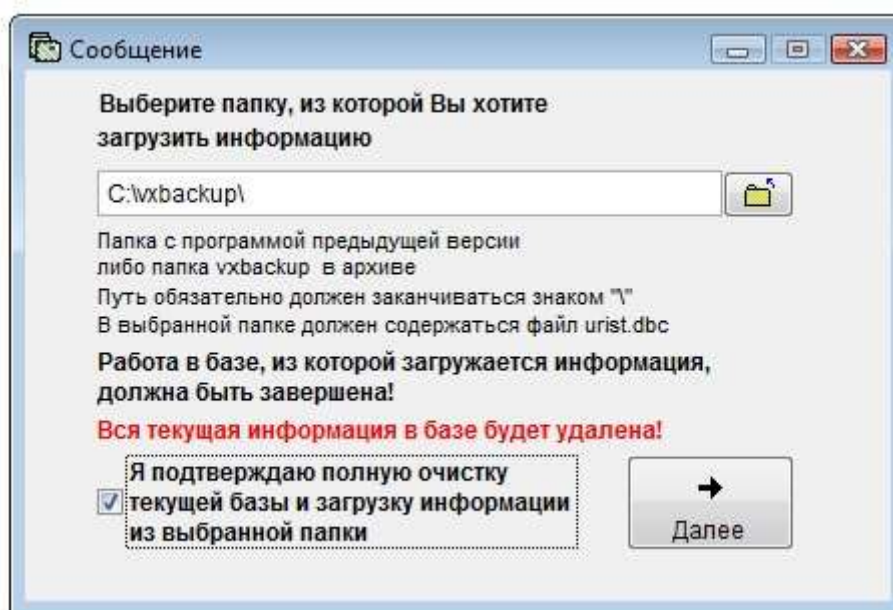 Сообщение
Выберите папку, из которой Вы хотите
загрузить информацию
C:\vxbackup\
Папка с программой предыдущей версии
либо папка vxbackup в архиве
Путь обязательно должен заканчиваться знаком "\"
В выбранной папке должен содержаться файл urist.dbc
Работа в базе, из которой загружается информация,
должна быть завершена!
Вся текущая информация в базе будет удалена!
Я подтверждаю полную очистку
текущей базы и загрузку информации
из выбранной папки
Далее